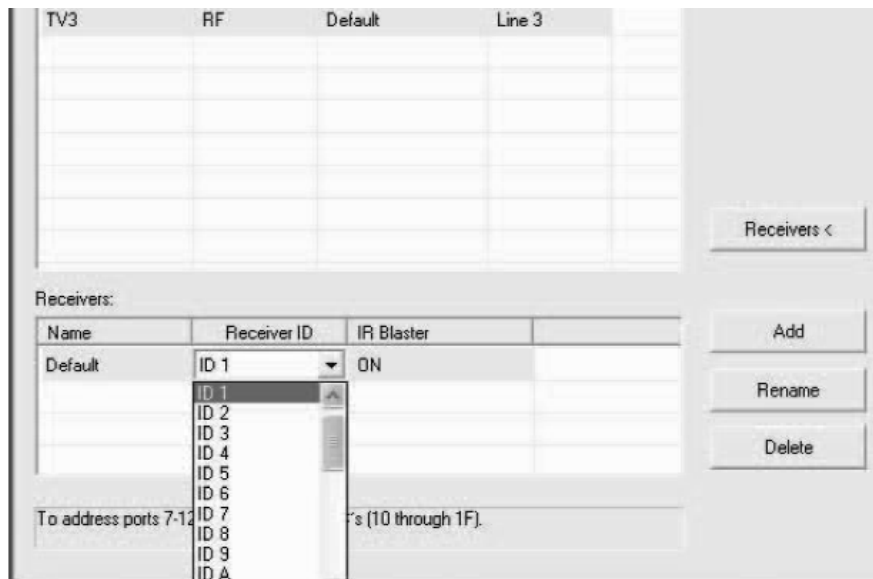 TV3 RF Default Line 3
Receivers <
Receivers:
Name Receiver ID IR Blaster
Add
Default ID 1 ON
ID 1
Rename
ID 2
ID 3
ID 4
Delete
ID 5
ID 6
To address ports 7-12 's (10 through 1F).
ID 7
ID 8
ID 9
ID A